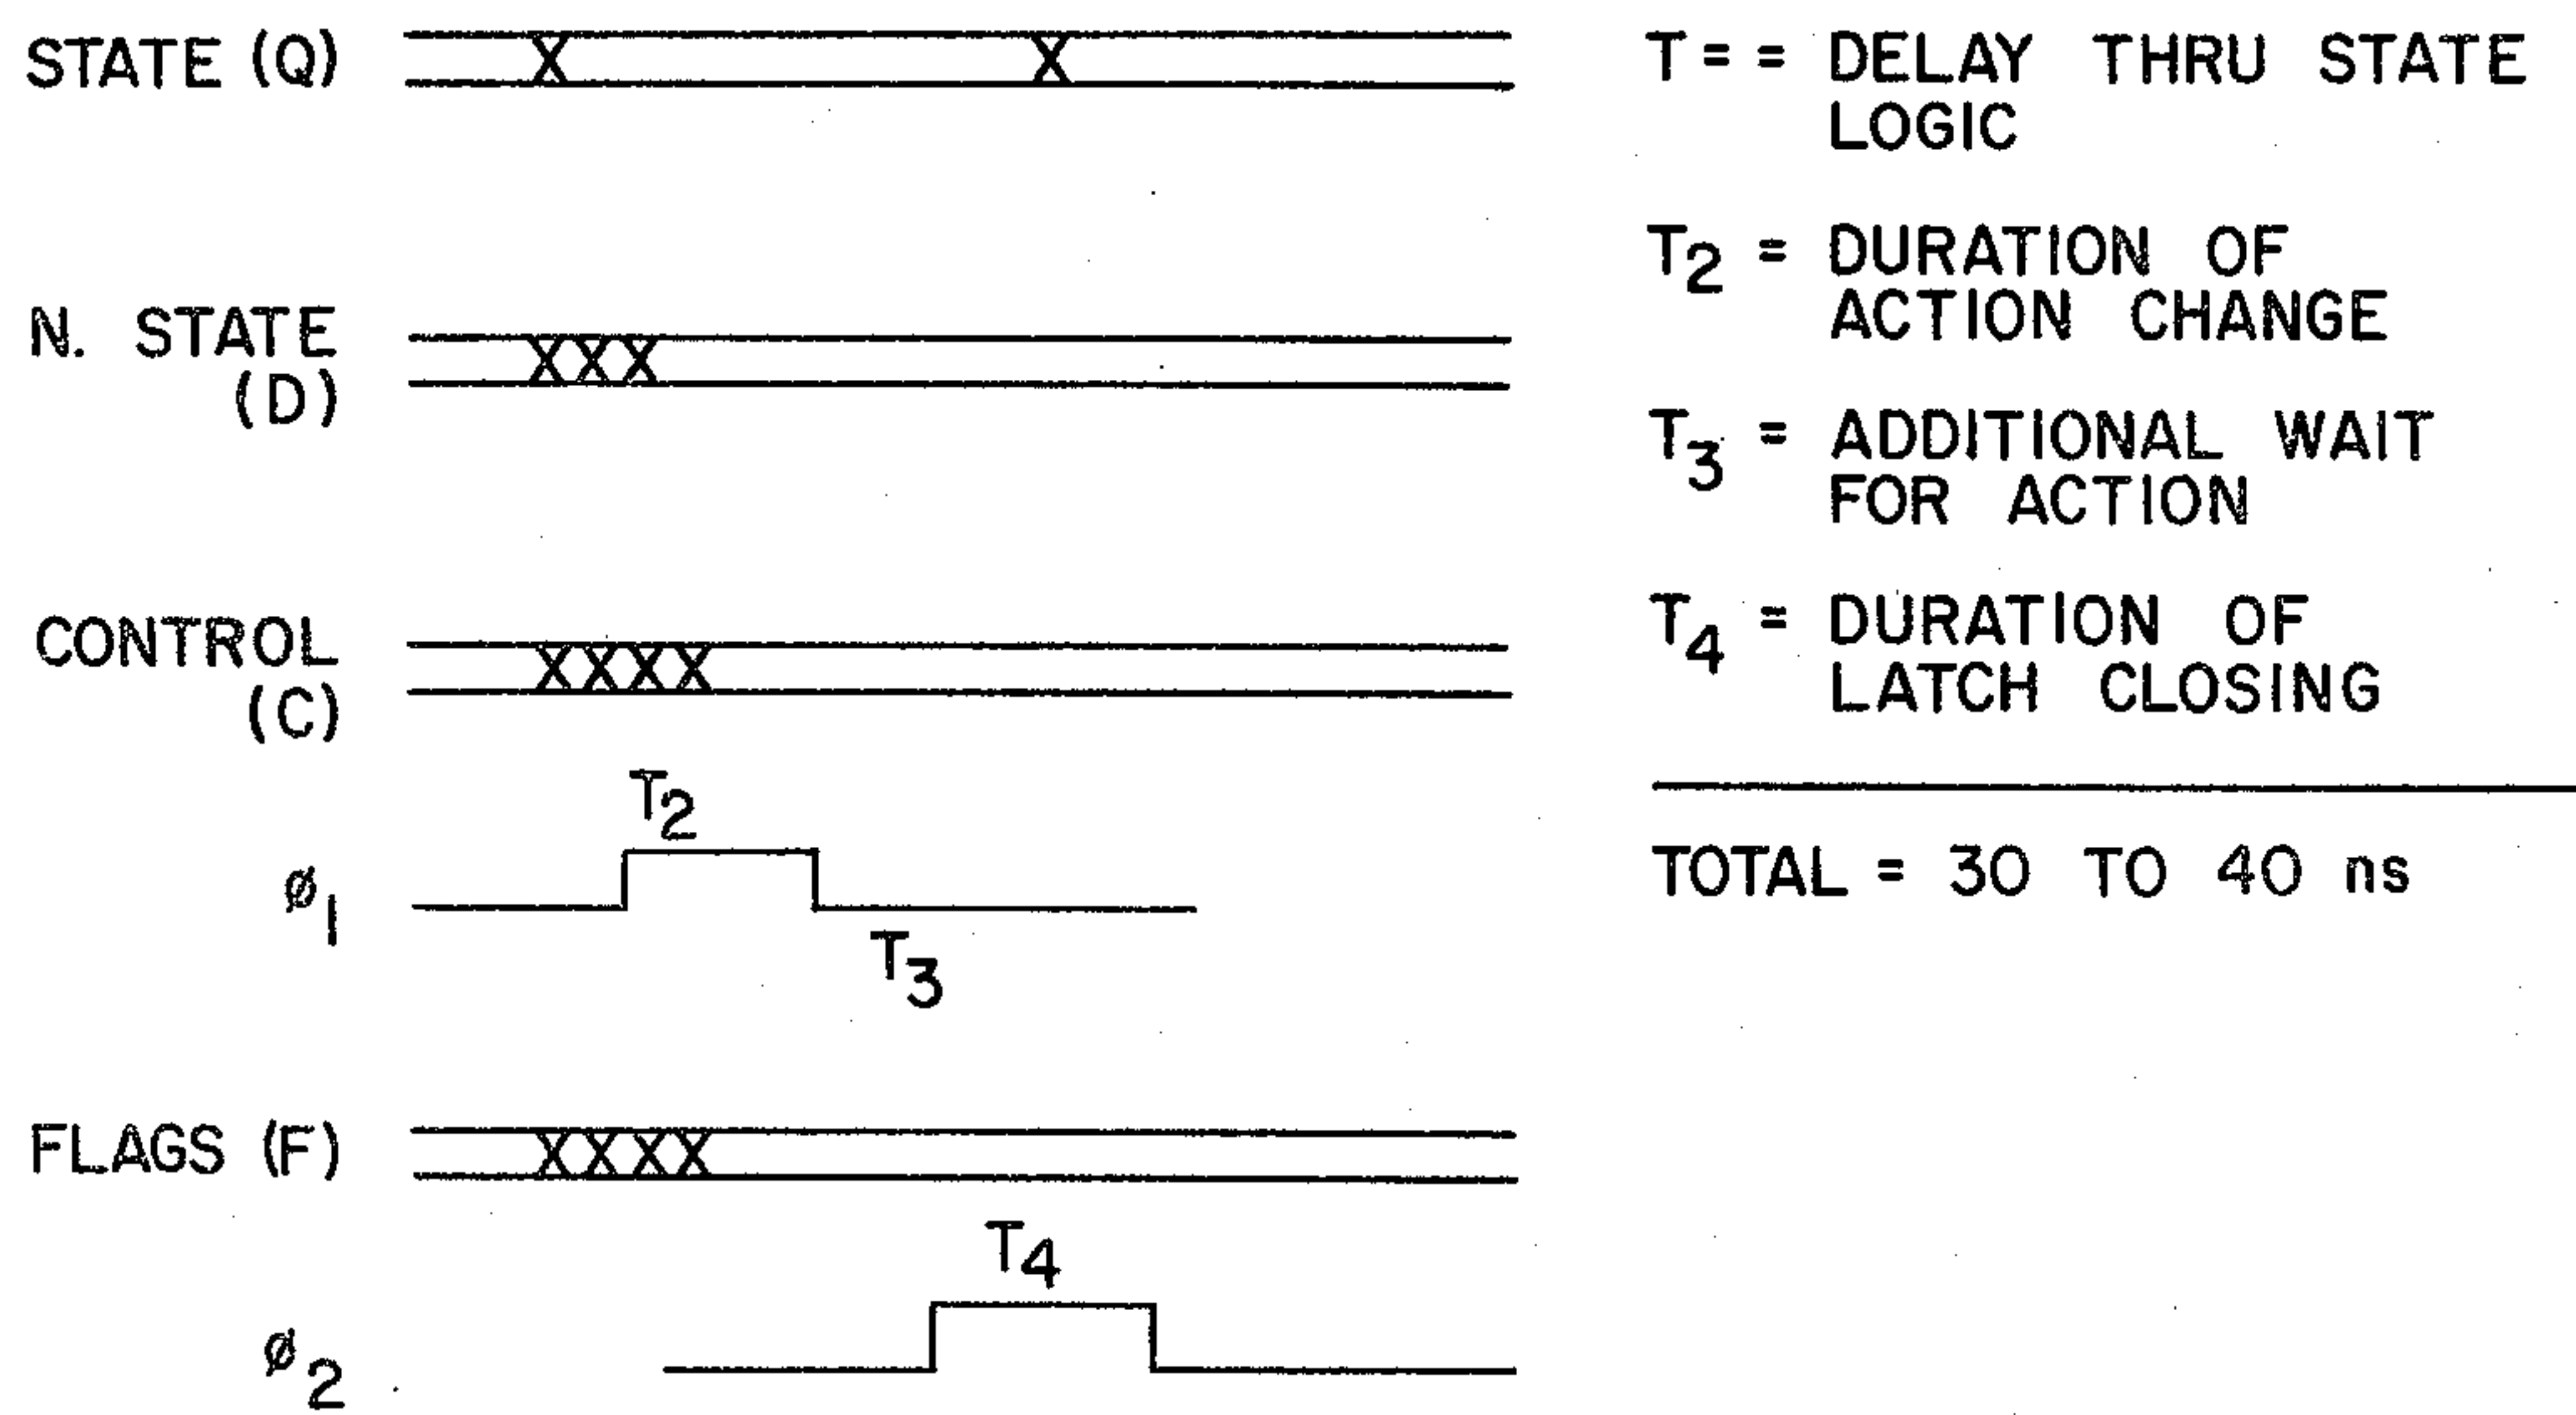 STATE (Q)
N. STATE
(D)
CONTROL
(C)
T2
ø1
T3
FLAGS (F)
T4
ø2
T = = DELAY THRU STATE
LOGIC
T2 = DURATION OF
ACTION CHANGE
T3 = ADDITIONAL WAIT
FOR ACTION
T4 = DURATION OF
LATCH CLOSING
TOTAL = 30 TO 40 ns